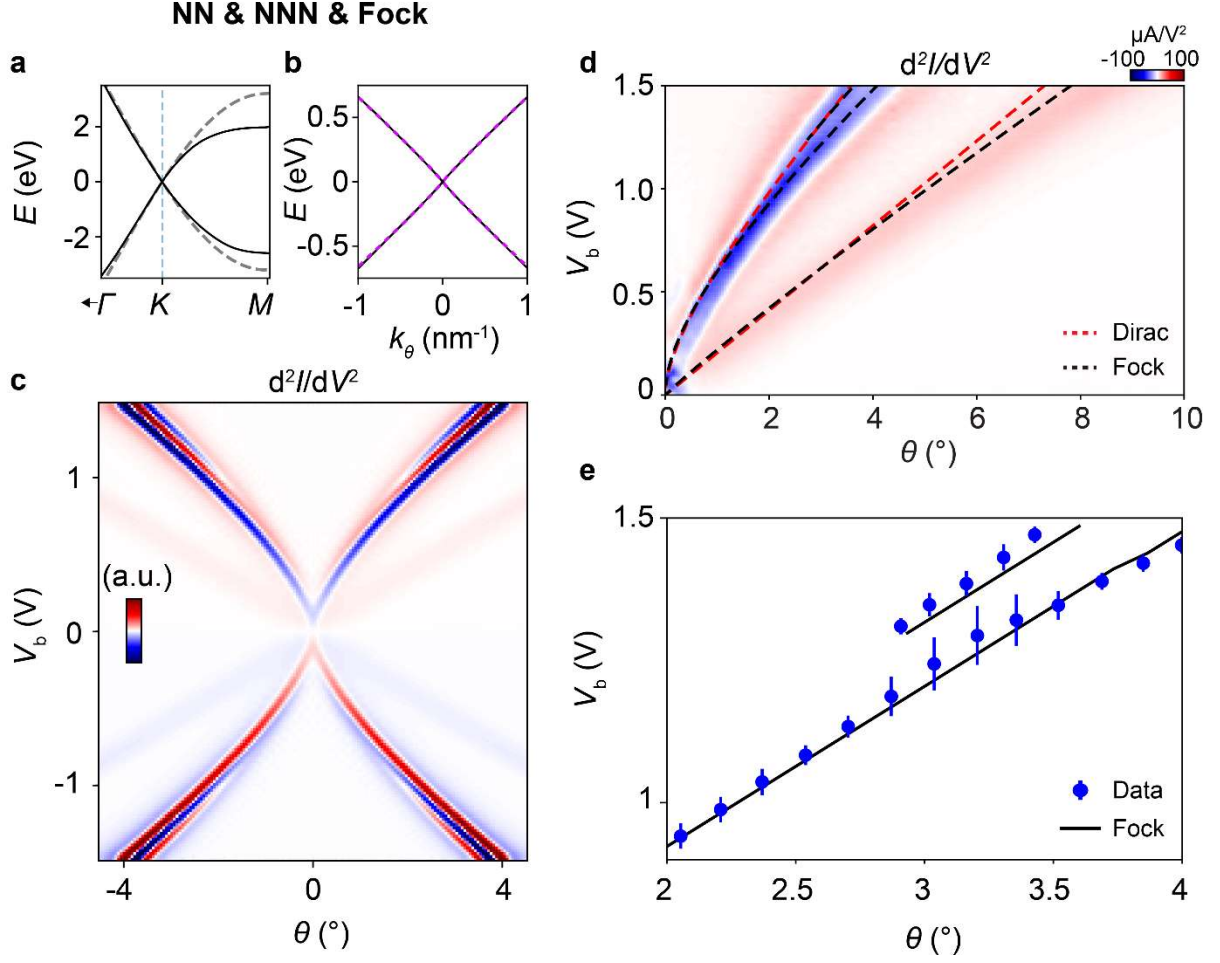 NN & NNN & Fock
a
E (eV)
2
0
-2
←Γ K M
b
E (eV)
0.5
0
-0.5
-1 0 1
kθ (nm-1)
c
d2I/dV2
Vb (V)
1
0
-1
(a.u.)
-4 0 4
θ (°)
d
d2I/dV2
μA/V2
-100 100
Vb (V)
1.5
1.0
0.5
0
Dirac
Fock
0 2 4 6 8 10
θ (°)
e
Vb (V)
1.5
1
Data
Fock
2 2.5 3 3.5 4
θ (°)